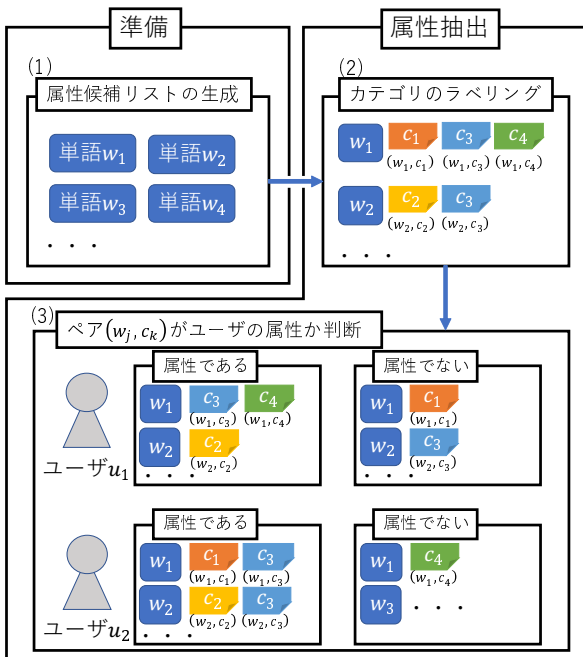 準備
(1)
属性候補リストの生成
単語w₁ 単語w₂
単語w₃ 単語w₄
・・・
属性抽出
(2)
カテゴリのラベリング
w₁ c₁ c₃ c₄
(w₁, c₁) (w₁, c₃) (w₁, c₄)
w₂ c₂ c₃
(w₂, c₂) (w₂, c₃)
・・・
(3)
ペア(wⱼ, cₖ)がユーザの属性か判断
ユーザu₁
属性である
w₁ c₃ c₄
(w₁, c₃) (w₁, c₄)
w₂ c₂
(w₂, c₂)
・・・
属性でない
w₁ c₁
(w₁, c₁)
w₂ c₃
(w₂, c₃)
・・・
ユーザu₂
属性である
w₁ c₁ c₃
(w₁, c₁) (w₁, c₃)
w₂ c₂ c₃
(w₂, c₂) (w₂, c₃)
・・・
属性でない
w₁ c₄
(w₁, c₄)
w₃ ・・・